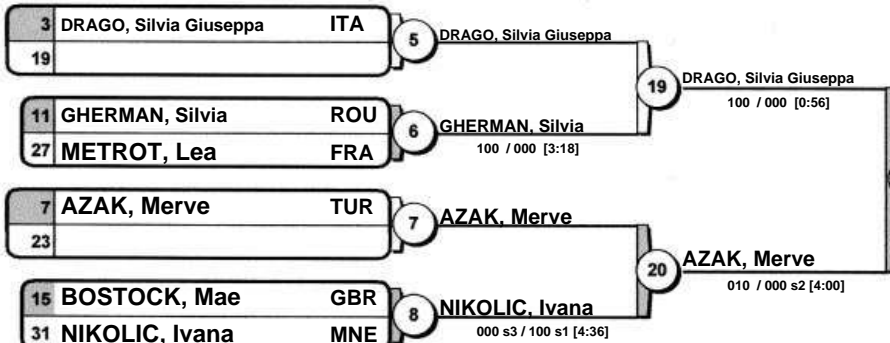 3 DRAGO, Silvia Giuseppa ITA
19
5 DRAGO, Silvia Giuseppa
11 GHERMAN, Silvia ROU
27 METROT, Lea FRA
6 GHERMAN, Silvia
100 / 000 [3:18]
19 DRAGO, Silvia Giuseppa
100 / 000 [0:56]
7 AZAK, Merve TUR
23
7 AZAK, Merve
15 BOSTOCK, Mae GBR
31 NIKOLIC, Ivana MNE
8 NIKOLIC, Ivana
000 s3 / 100 s1 [4:36]
20 AZAK, Merve
010 / 000 s2 [4:00]